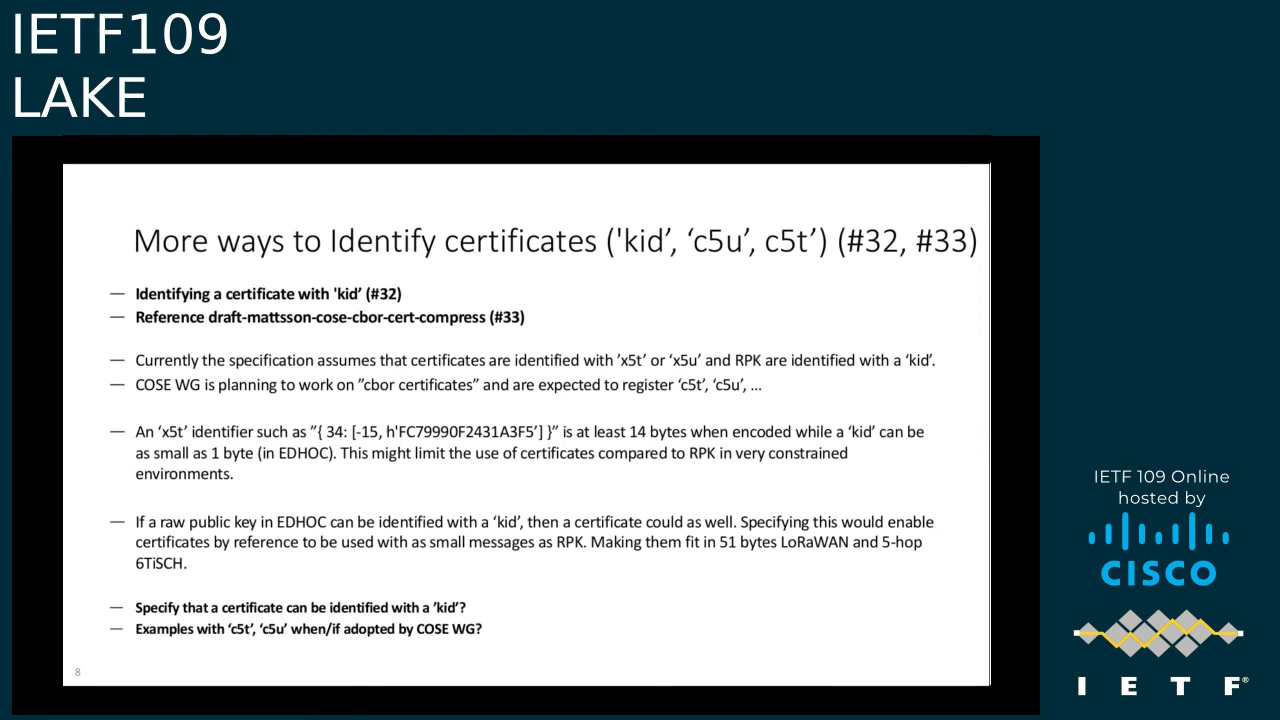 IETF109
LAKE
More ways to Identify certificates ('kid’, ‘c5u’, c5t’) (#32, #33)
— Identifying a certificate with 'kid’ (#32)
— Reference draft-mattsson-cose-cbor-cert-compress (#33)
— Currently the specification assumes that certificates are identified with ’x5t’ or ‘x5u’ and RPK are identified with a ‘kid’.
— COSE WG is planning to work on ”cbor certificates” and are expected to register ‘c5t’, ‘c5u’, ...
— An ‘x5t’ identifier such as ”{ 34: [-15, h'FC79990F2431A3F5’] }” is at least 14 bytes when encoded while a ‘kid’ can be
as small as 1 byte (in EDHOC). This might limit the use of certificates compared to RPK in very constrained
environments.
— If a raw public key in EDHOC can be identified with a ‘kid’, then a certificate could as well. Specifying this would enable
certificates by reference to be used with as small messages as RPK. Making them fit in 51 bytes LoRaWAN and 5-hop
6TiSCH.
— Specify that a certificate can be identified with a ’kid’?
— Examples with ‘c5t’, ‘c5u’ when/if adopted by COSE WG?
8
IETF 109 Online
hosted by
CISCO
I E T F®